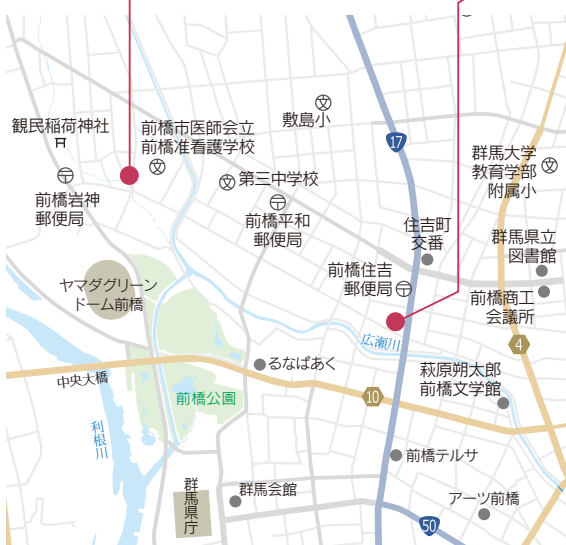 敷島小
観民稲荷神社
前橋市医師会立
前橋准看護学校
17
群馬大学
教育学部
附属小
文
文
文
文
第三中学校
前橋岩神
郵便局
前橋平和
郵便局
住吉町
交番
群馬県立
図書館
前橋住吉
郵便局
ヤマダグリーン
ドーム前橋
前橋商工
会議所
広瀬川
4
るなぱあく
萩原朔太郎
前橋文学館
中央大橋
前橋公園
10
利根川
前橋テルサ
群馬県庁
群馬会館
アーツ前橋
50